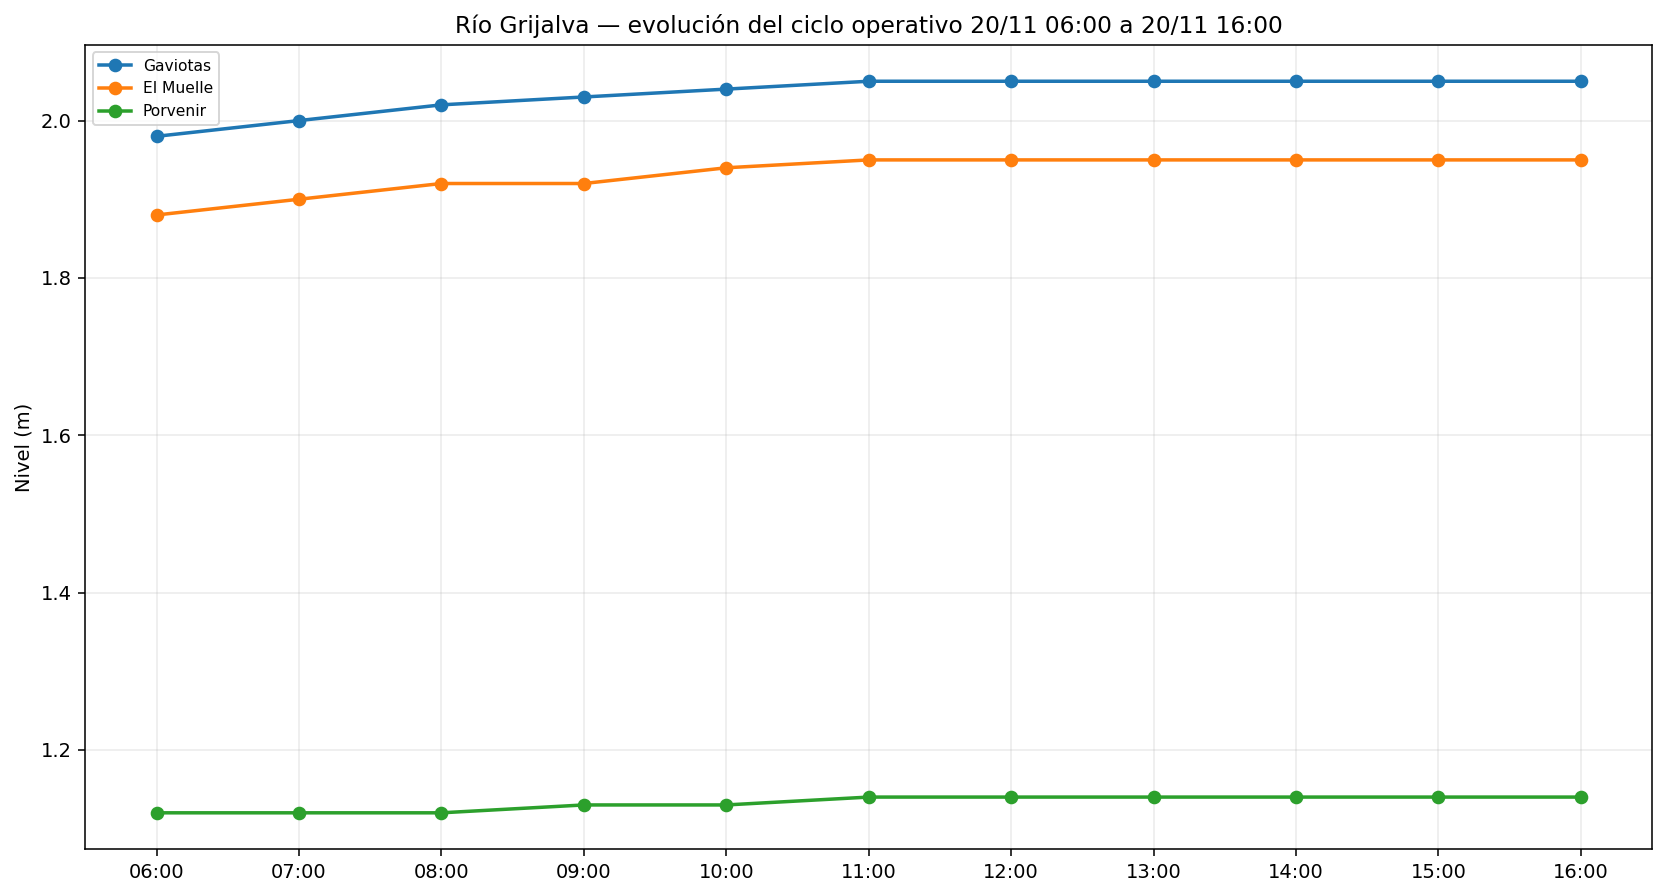 Río Grijalva — evolución del ciclo operativo 20/11 06:00 a 20/11 16:00
Gaviotas
El Muelle
Porvenir
Nivel (m)
2.0
1.8
1.6
1.4
1.2
06:00 07:00 08:00 09:00 10:00 11:00 12:00 13:00 14:00 15:00 16:00